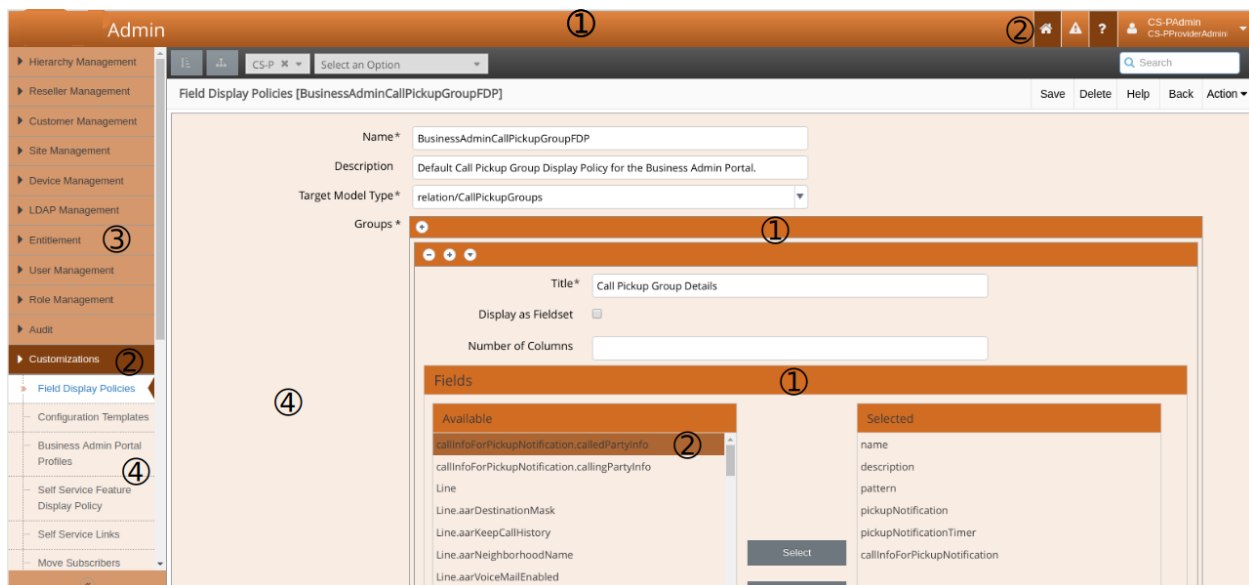 Admin
①
②
?
CS-PAdmin
CS-PProviderAdmin
Hierarchy Management
Reseller Management
Customer Management
Site Management
Device Management
LDAP Management
Entitlement
③
User Management
Role Management
Audit
Customizations
②
Field Display Policies
Configuration Templates
Business Admin Portal
Profiles
④
Self Service Feature
Display Policy
Self Service Links
Move Subscribers
CS-P
Select an Option
Search
Field Display Policies [BusinessAdminCallPickupGroupFDP]
Save Delete Help Back Action
Name* BusinessAdminCallPickupGroupFDP
Description Default Call Pickup Group Display Policy for the Business Admin Portal.
Target Model Type* relation/CallPickupGroups
Groups *
①
Title* Call Pickup Group Details
Display as Fieldset
Number of Columns
④
Fields
①
Available
callInfoForPickupNotification.calledPartyInfo
②
callInfoForPickupNotification.callingPartyInfo
Line
Line.aarDestinationMask
Line.aarKeepCallHistory
Line.aarNeighborhoodName
Line.aarVoiceMailEnabled
Select
Selected
name
description
pattern
pickupNotification
pickupNotificationTimer
callInfoForPickupNotification